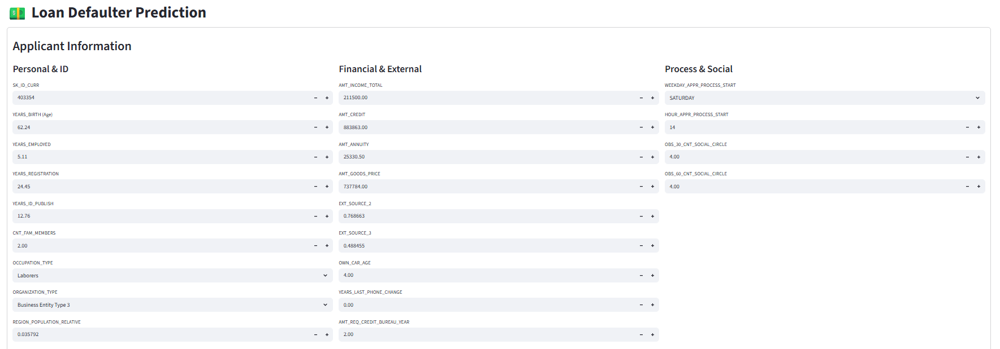 Loan Defaulter Prediction
Applicant Information
Personal & ID
SK_ID_CURR
403354
YEARS_BIRTH (Age)
62.24
YEARS_EMPLOYED
5.11
YEARS_REGISTRATION
24.45
YEARS_ID_PUBLISH
12.76
CNT_FAM_MEMBERS
2.00
OCCUPATION_TYPE
Laborers
ORGANIZATION_TYPE
Business Entity Type 3
REGION_POPULATION_RELATIVE
0.035792
Financial & External
AMT_INCOME_TOTAL
211500.00
AMT_CREDIT
883863.00
AMT_ANNUITY
25330.50
AMT_GOODS_PRICE
737784.00
EXT_SOURCE_2
0.768663
EXT_SOURCE_3
0.488455
OWN_CAR_AGE
4.00
YEARS_LAST_PHONE_CHANGE
0.00
AMT_REQ_CREDIT_BUREAU_YEAR
2.00
Process & Social
WEEKDAY_APPR_PROCESS_START
SATURDAY
HOUR_APPR_PROCESS_START
14
OBS_30_CNT_SOCIAL_CIRCLE
4.00
OBS_60_CNT_SOCIAL_CIRCLE
4.00